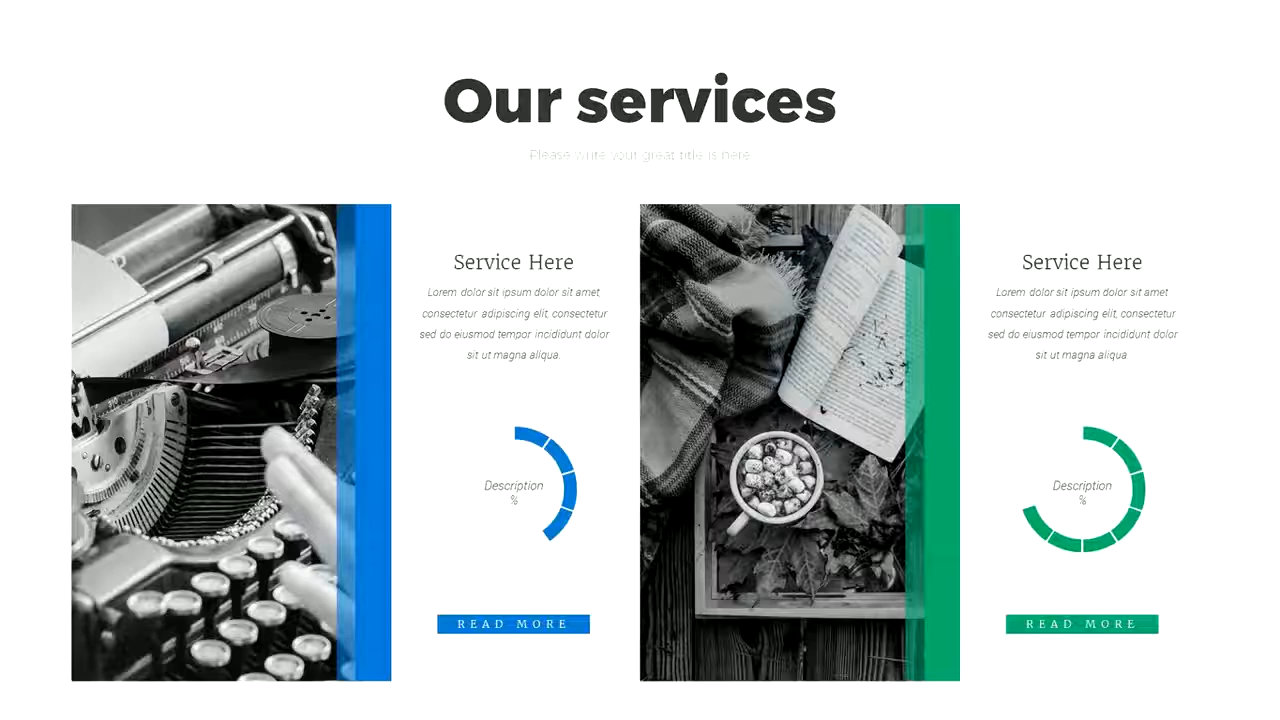 Our services
Please write your great title is here
Service Here
Lorem dolor sit ipsum dolor sit amet
consectetur adipiscing elit, consectetur
sed do eiusmod tempor incididunt dolor
sit ut magna aliqua.
Description
%
READ MORE
Service Here
Lorem dolor sit ipsum dolor sit amet
consectetur adipiscing elit, consectetur
sed do eiusmod tempor incididunt dolor
sit ut magna aliqua
Description
%
READ MORE